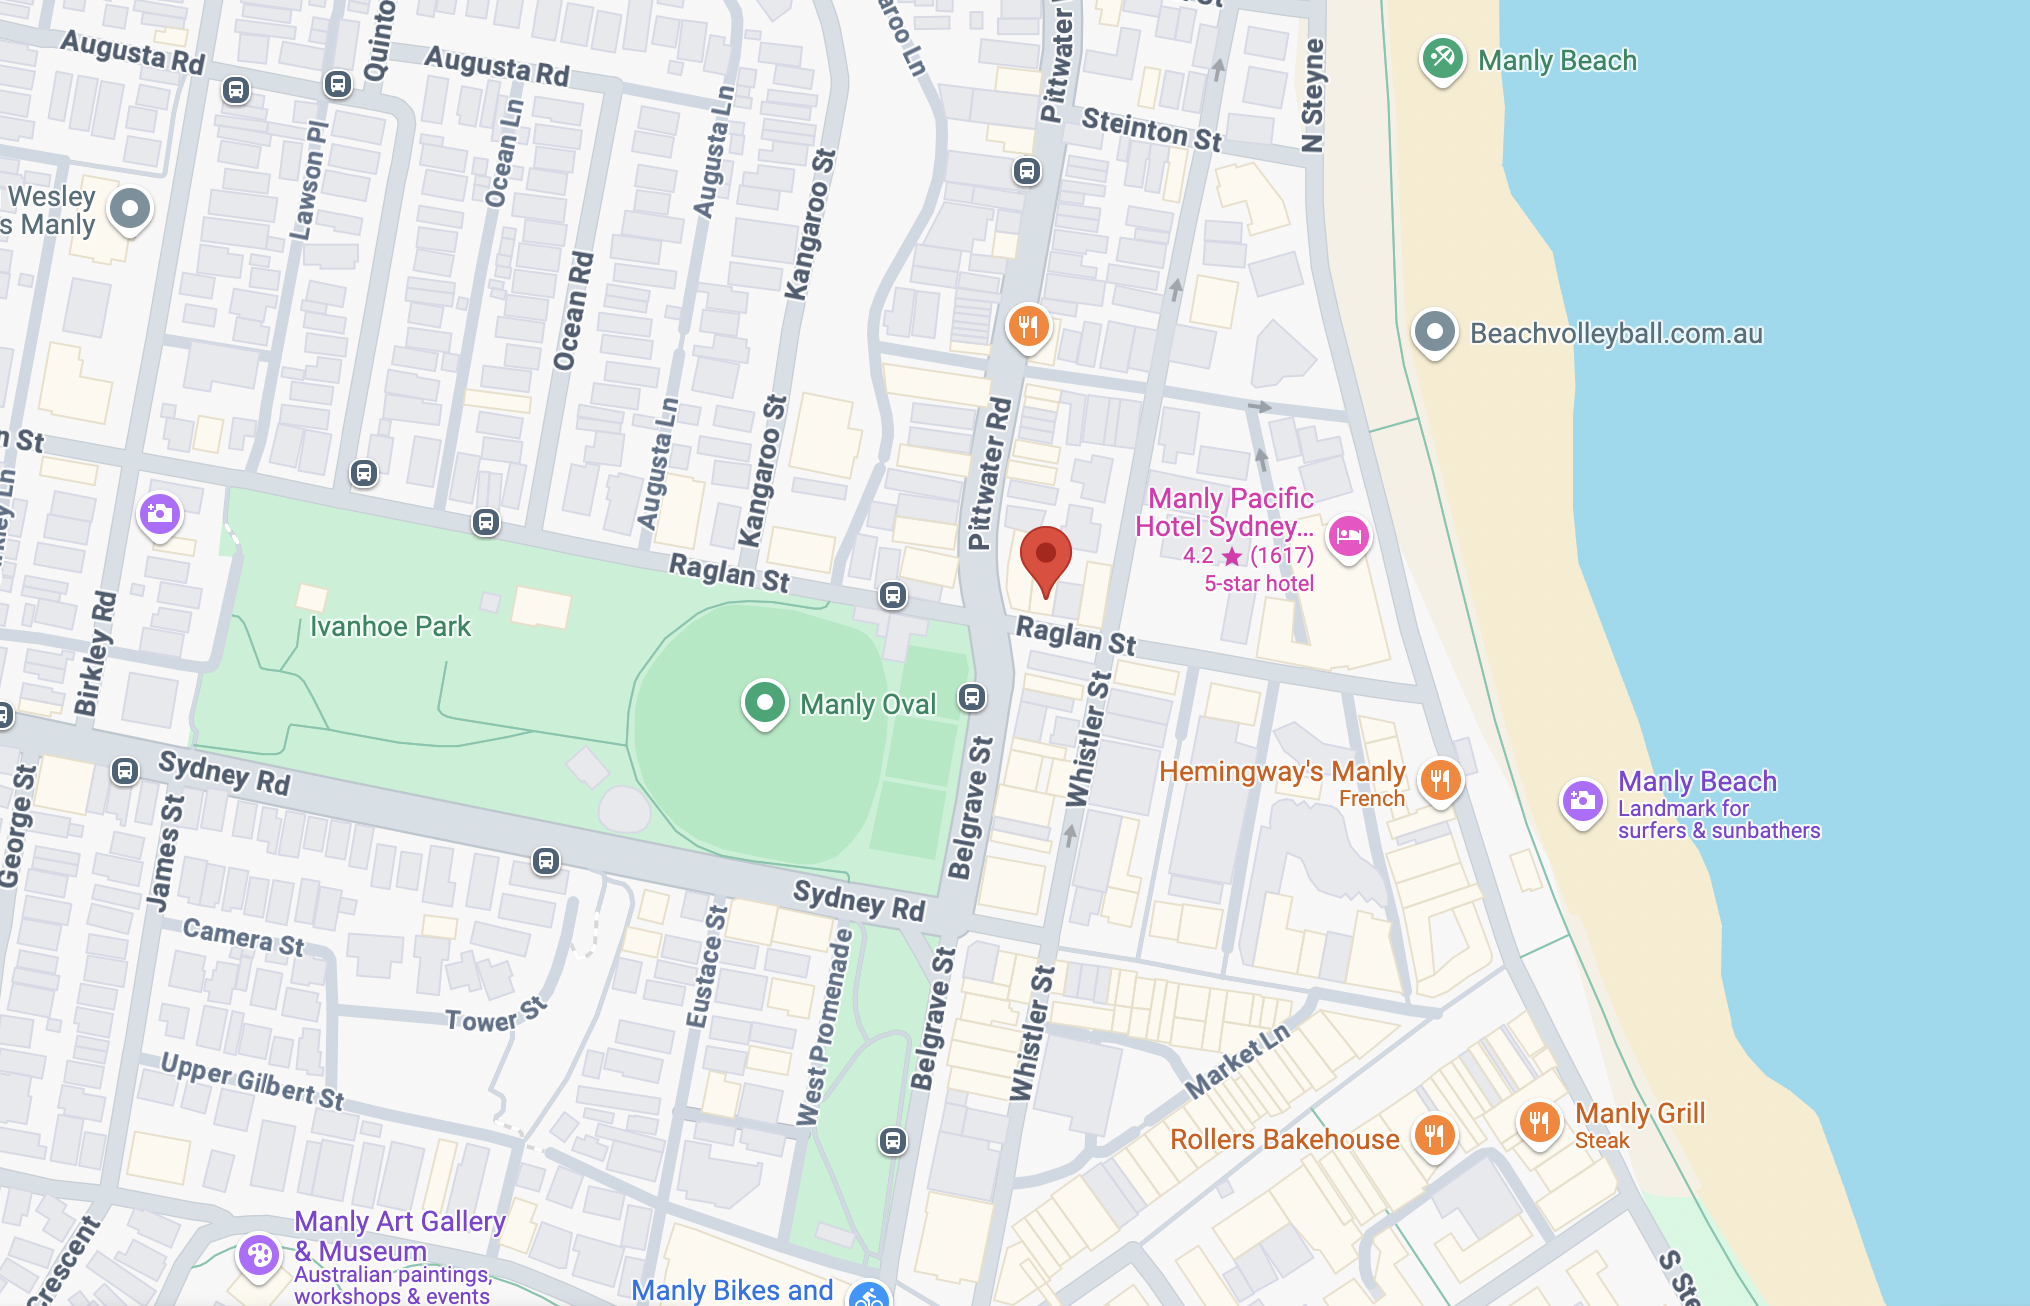 Augusta Rd
Quinto
Augusta Rd
aroo Ln
Pittwater
St
N Steyne
Manly Beach
Steinton St
Lawson Pl
Ocean Ln
Augusta Ln
Kangaroo St
Wesley
s Manly
Ocean Rd
Beachvolleyball.com.au
n St
Augusta Ln
Kangaroo St
Pittwater Rd
Manly Pacific
Hotel Sydney...
4.2 ★ (1617)
5-star hotel
Raglan St
Raglan St
Ivanhoe Park
Birkley Rd
Manly Oval
Whistler St
Belgrave St
Sydney Rd
Hemingway's Manly
French
Manly Beach
Landmark for
surfers & sunbathers
George St
James St
Sydney Rd
Camera St
Eustace St
West Promenade
Belgrave St
Whistler St
Tower St
Market Ln
Upper Gilbert St
Rollers Bakehouse
Manly Grill
Steak
Manly Art Gallery
& Museum
Australian paintings,
workshops & events
Crescent
Manly Bikes and
S Ste